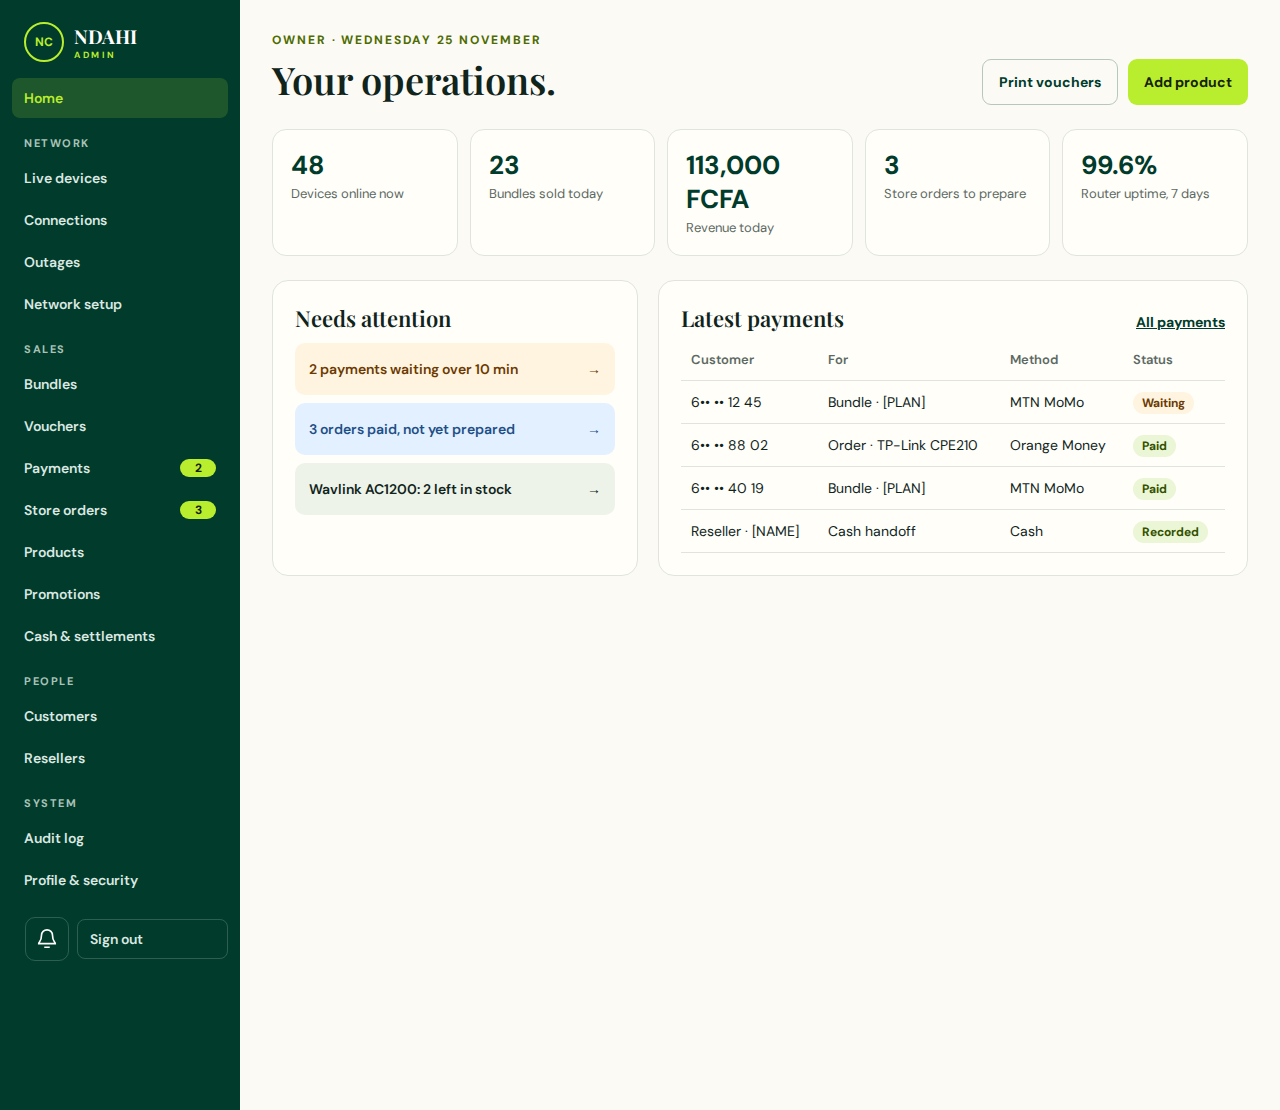 NC
NDAHI
ADMIN
Home
NETWORK
Live devices
Connections
Outages
Network setup
SALES
Bundles
Vouchers
Payments 2
Store orders 3
Products
Promotions
Cash & settlements
PEOPLE
Customers
Resellers
SYSTEM
Audit log
Profile & security
Sign out
OWNER · WEDNESDAY 25 NOVEMBER
Your operations.
Print vouchers
Add product
48
Devices online now
23
Bundles sold today
113,000
FCFA
Revenue today
3
Store orders to prepare
99.6%
Router uptime, 7 days
Needs attention
2 payments waiting over 10 min →
3 orders paid, not yet prepared →
Wavlink AC1200: 2 left in stock →
Latest payments
All payments
Customer For Method Status
6•• •• 12 45 Bundle · [PLAN] MTN MoMo Waiting
6•• •• 88 02 Order · TP-Link CPE210 Orange Money Paid
6•• •• 40 19 Bundle · [PLAN] MTN MoMo Paid
Reseller · [NAME] Cash handoff Cash Recorded